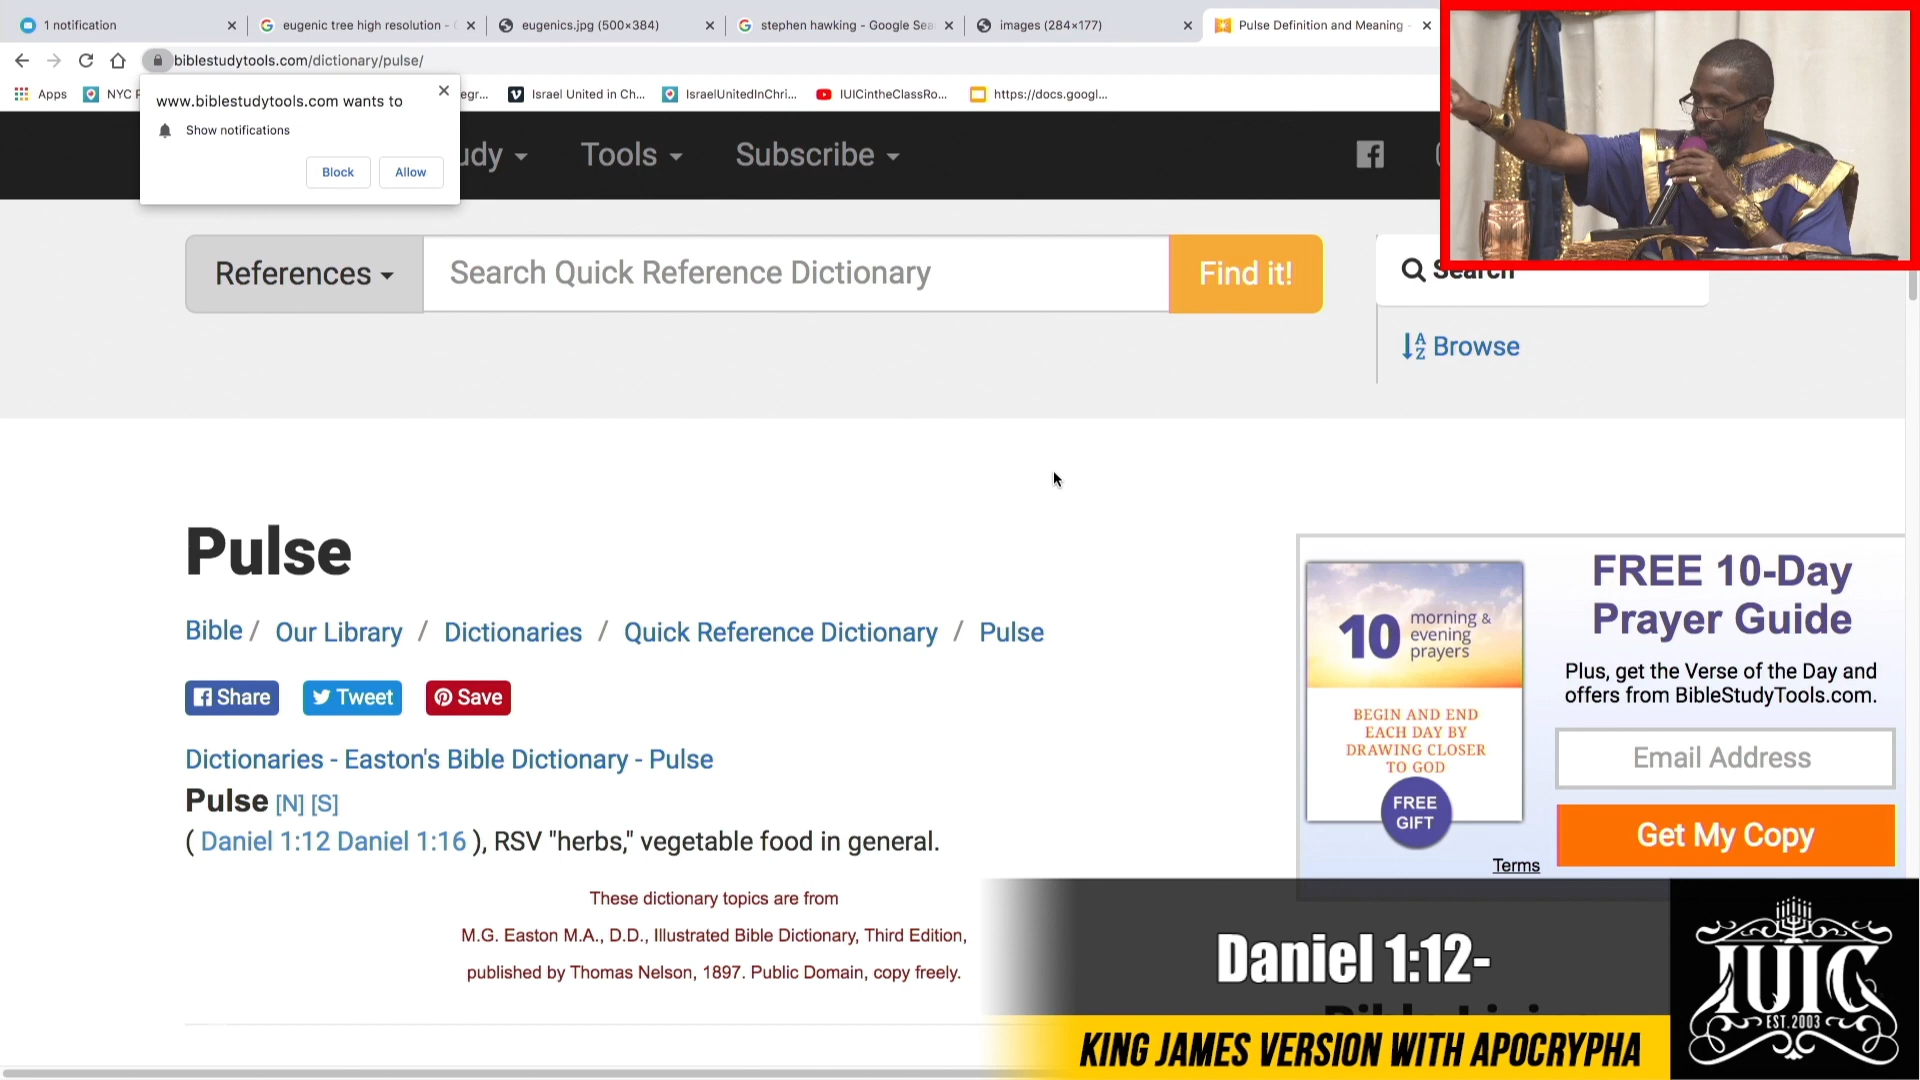 1 notification
eugenic tree high resolution -
eugenics.jpg (500×384)
stephen hawking - Google Sea
images (284×177)
Pulse Definition and Meaning -
biblestudytools.com/dictionary/pulse/
Apps
NYC
egr...
Israel United in Ch...
IsraelUnitedInChri...
IUICintheClassRo...
https://docs.googl...
www.biblestudytools.com wants to
Show notifications
Block
Allow
udy
Tools
Subscribe
References
Search Quick Reference Dictionary
Find it!
Search
Browse
Pulse
Bible / Our Library / Dictionaries / Quick Reference Dictionary / Pulse
Share
Tweet
Save
Dictionaries - Easton's Bible Dictionary - Pulse
Pulse [N] [S]
( Daniel 1:12 Daniel 1:16 ), RSV "herbs," vegetable food in general.
These dictionary topics are from
M.G. Easton M.A., D.D., Illustrated Bible Dictionary, Third Edition,
published by Thomas Nelson, 1897. Public Domain, copy freely.
10 morning &
evening
prayers
BEGIN AND END
EACH DAY BY
DRAWING CLOSER
TO GOD
FREE
GIFT
FREE 10-Day
Prayer Guide
Plus, get the Verse of the Day and
offers from BibleStudyTools.com.
Email Address
Get My Copy
Terms
Daniel 1:12-
KING JAMES VERSION WITH APOCRYPHA
IUIC
EST.2003